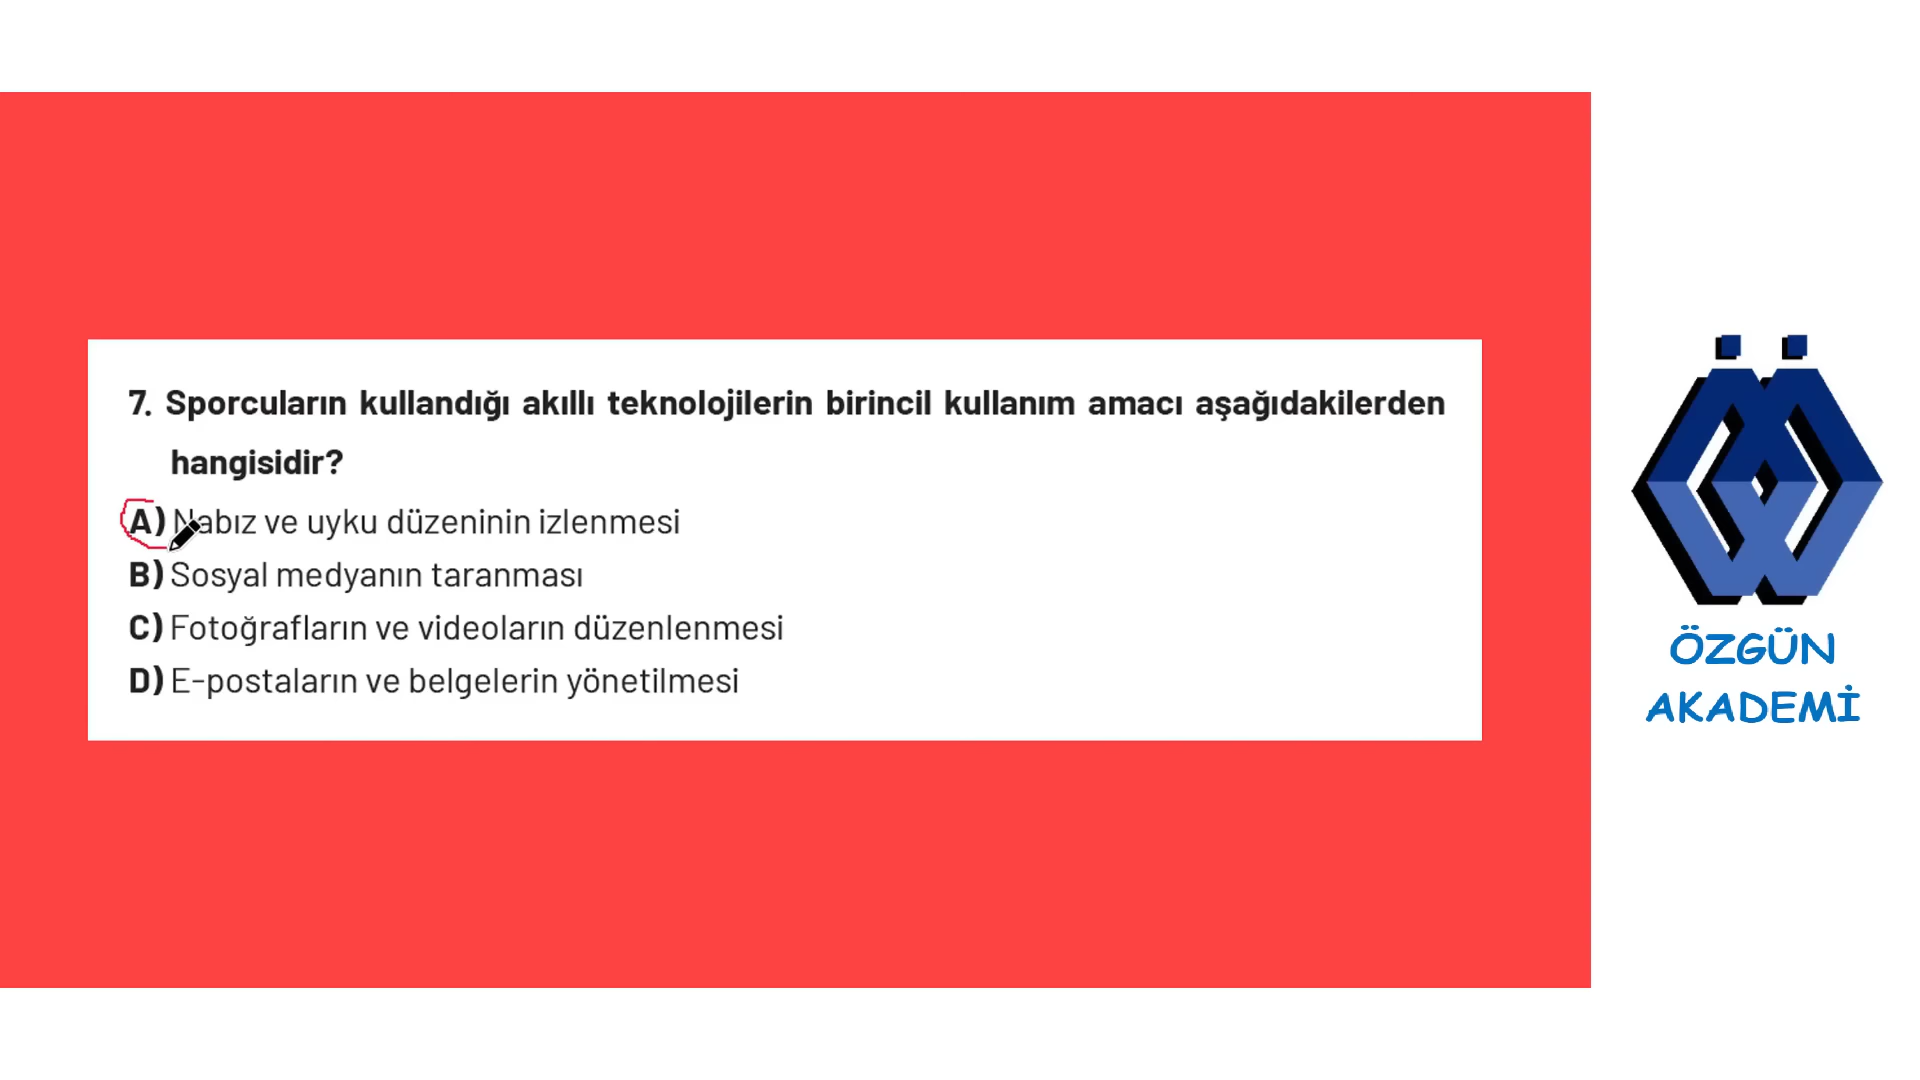 7. Sporcuların kullandığı akıllı teknolojilerin birincil kullanım amacı aşağıdakilerden
hangisidir?
A) Nabız ve uyku düzeninin izlenmesi
B) Sosyal medyanın taranması
C) Fotoğrafların ve videoların düzenlenmesi
D) E-postaların ve belgelerin yönetilmesi
ÖZGÜN
AKADEMİ